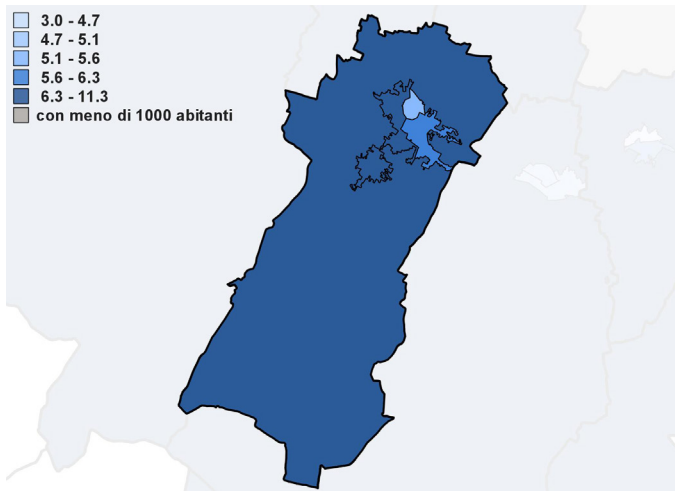 3.0 - 4.7
4.7 - 5.1
5.1 - 5.6
5.6 - 6.3
6.3 - 11.3
con meno di 1000 abitanti